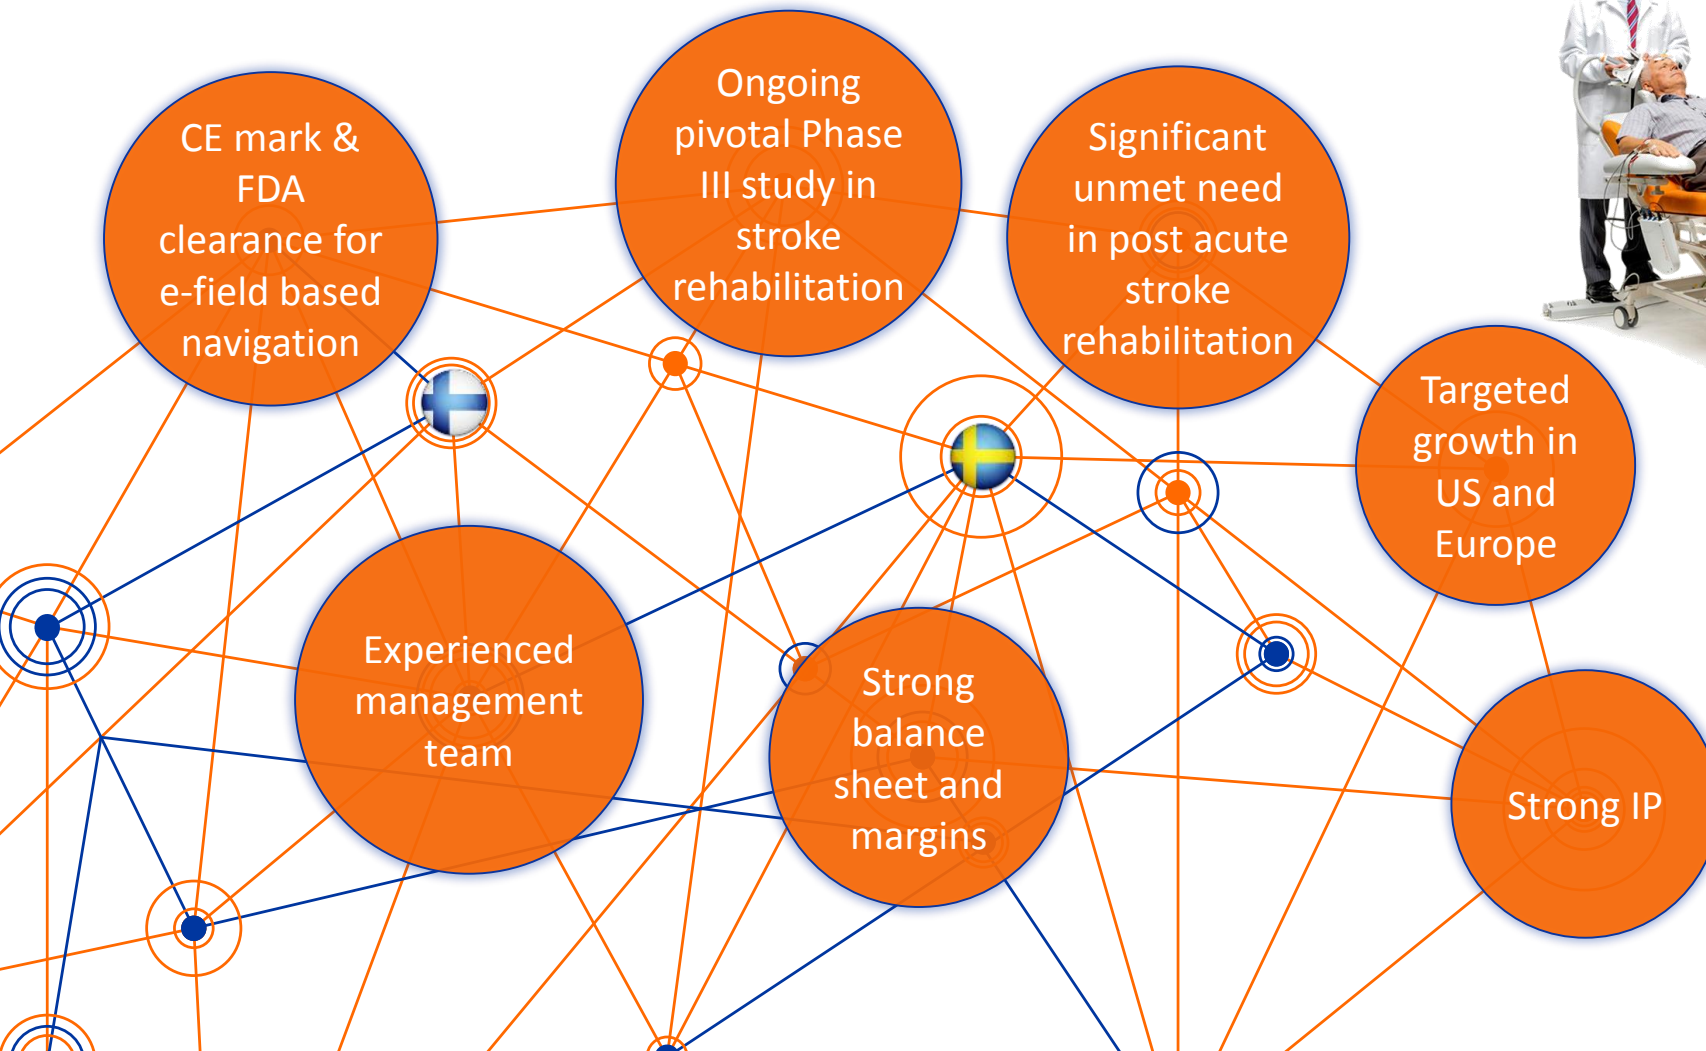 CE mark &
FDA
clearance for
e-field based
navigation
Ongoing
pivotal Phase
III study in
stroke
rehabilitation
Significant
unmet need
in post acute
stroke
rehabilitation
Targeted
growth in
US and
Europe
Experienced
management
team
Strong
balance
sheet and
margins
Strong IP